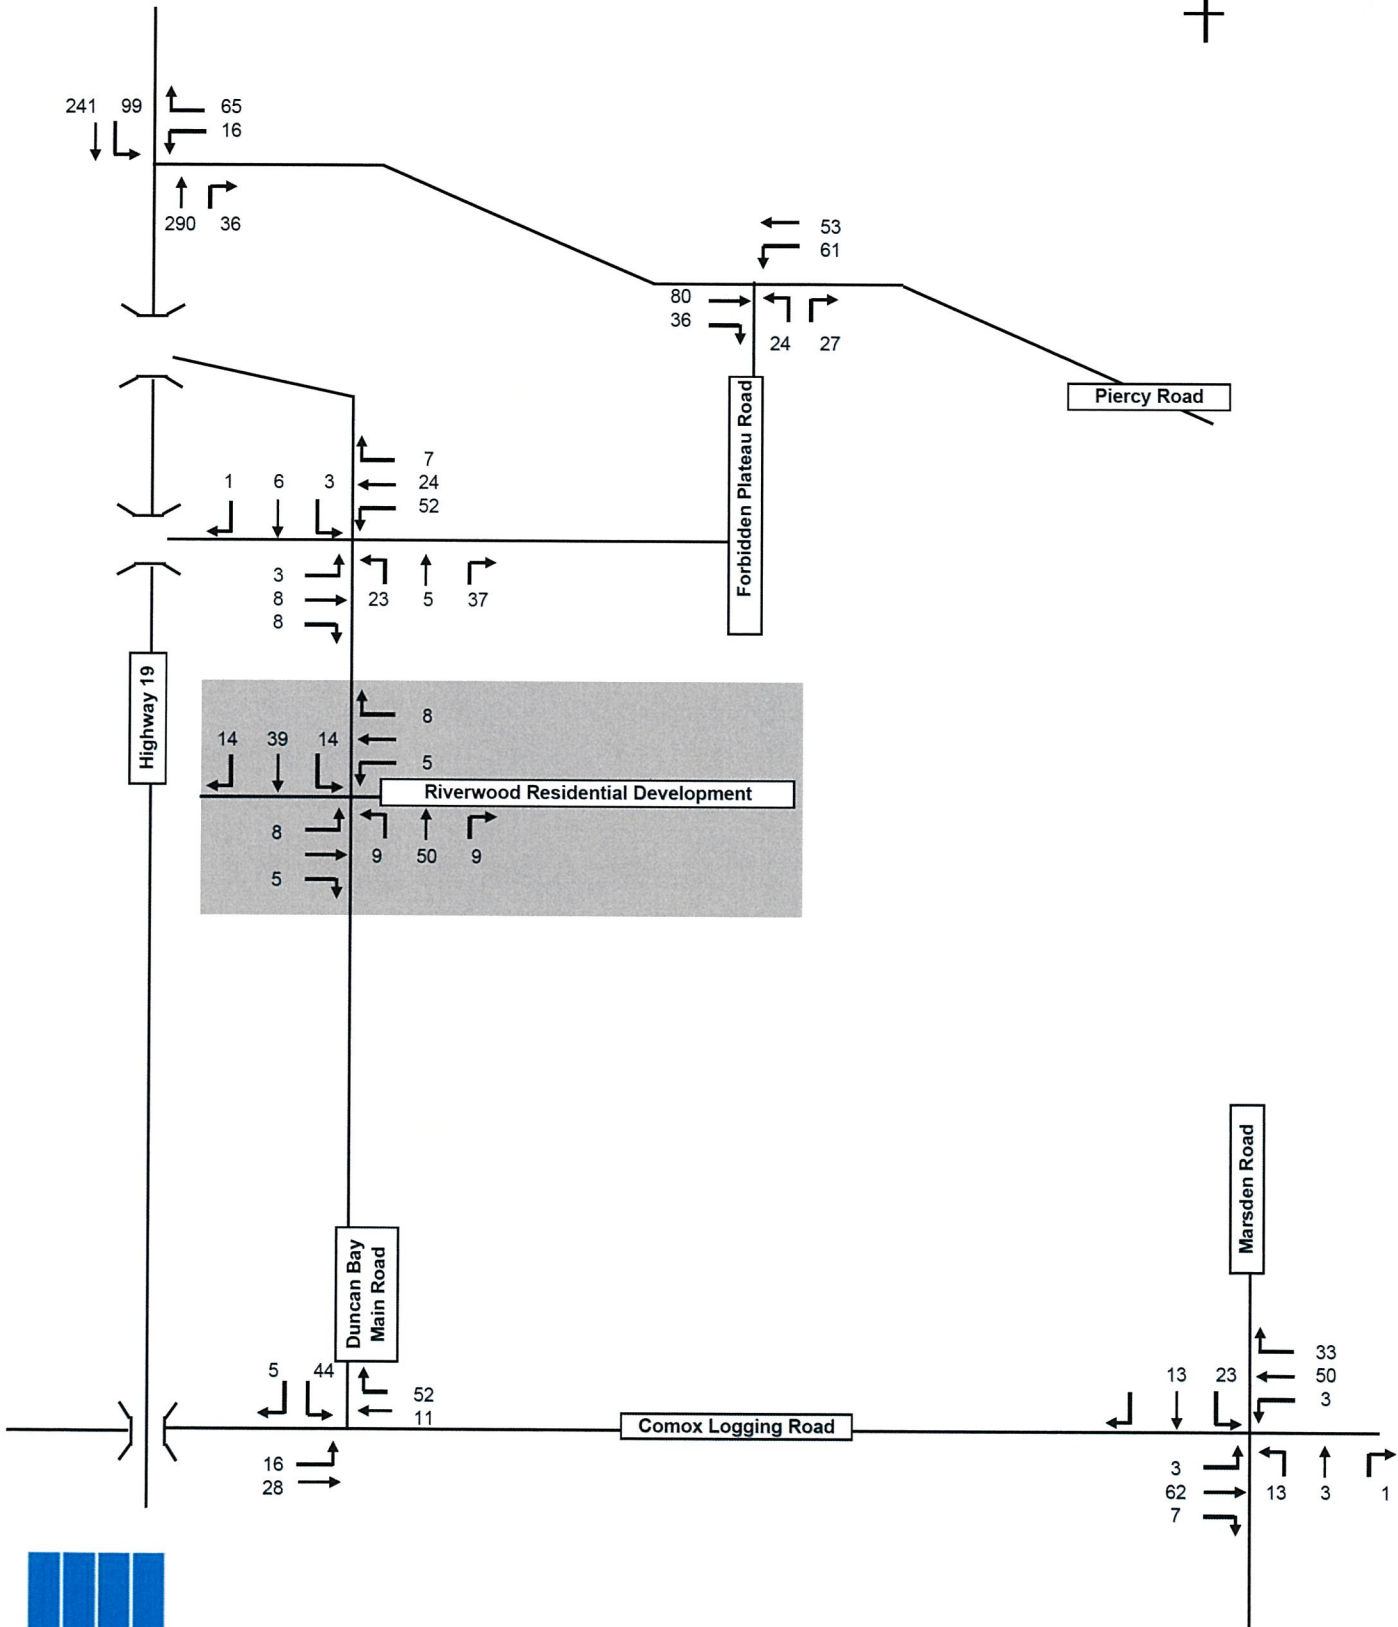 241 99 65
16
290 36
53
61
80
36
24 27
Piercy Road
Forbidden Plateau Road
7
1 6 3 24
52
3
8 23 5 37
8
Highway 19
8
14 39 14
5
Riverwood Residential Development
8
9 50 9
5
Marsden Road
Duncan Bay
Main Road
5 44
52
11
33
13 23 50
3
Comox Logging Road
16
28
3
62 13 3 1
7